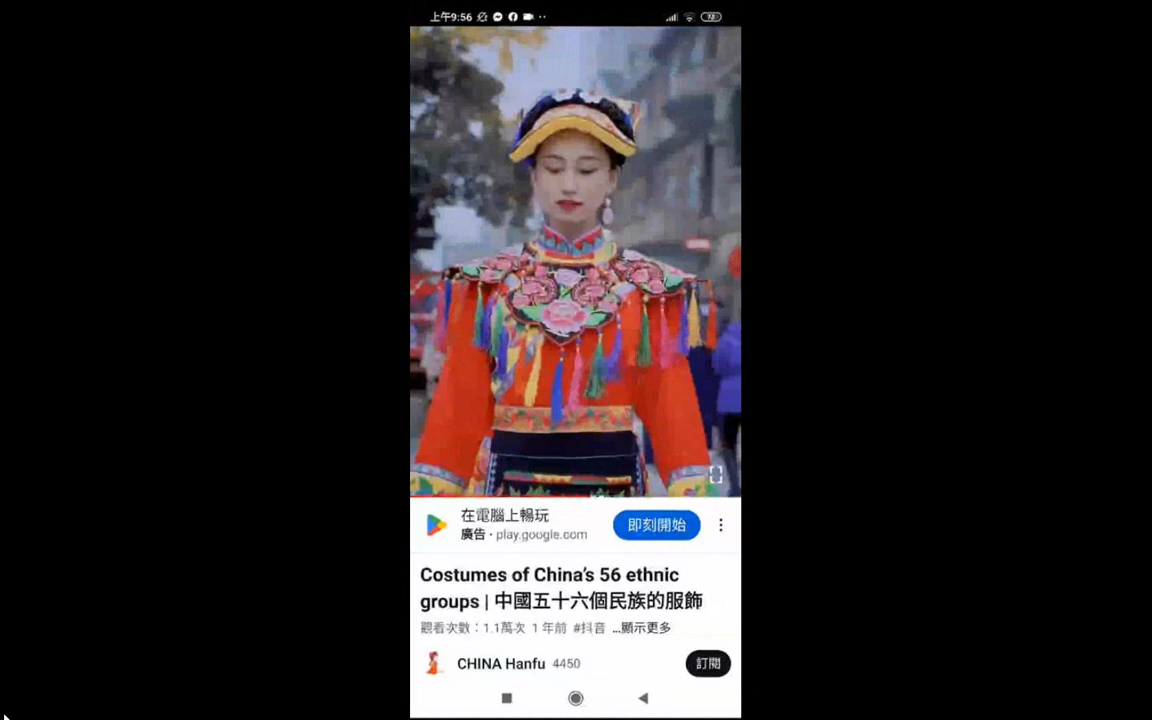 上午9:56
在電腦上暢玩
廣告 · play.google.com
即刻開始
Costumes of China's 56 ethnic
groups | 中國五十六個民族的服飾
觀看次數：1.1萬次 1 年前 #抖音 ...顯示更多
CHINA Hanfu 4450
訂閱